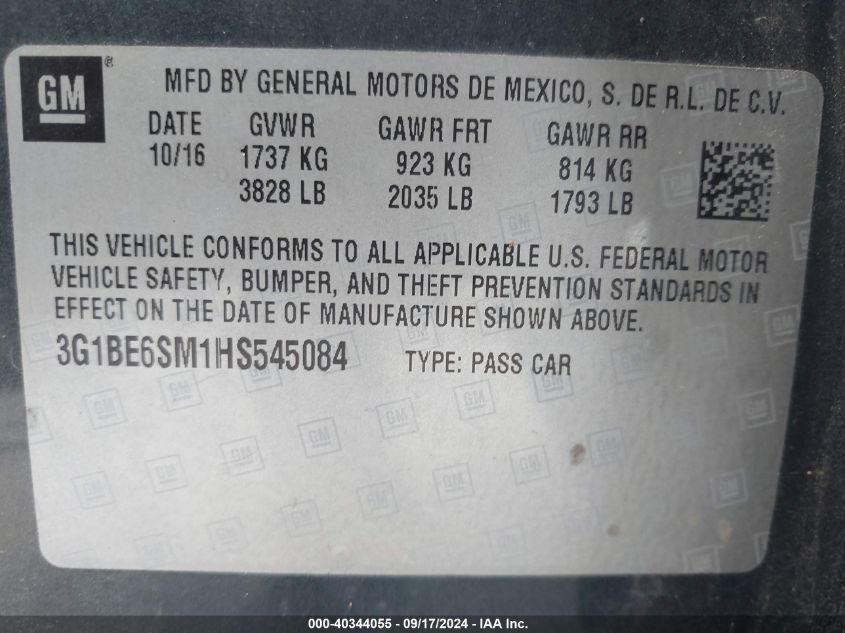 GM®
MFD BY GENERAL MOTORS DE MEXICO, S. DE R.L. DE C.V.
DATE GVWR GAWR FRT GAWR RR
10/16 1737 KG 923 KG 814 KG
3828 LB 2035 LB 1793 LB
THIS VEHICLE CONFORMS TO ALL APPLICABLE U.S. FEDERAL MOTOR
VEHICLE SAFETY, BUMPER, AND THEFT PREVENTION STANDARDS IN
EFFECT ON THE DATE OF MANUFACTURE SHOWN ABOVE.
3G1BE6SM1HS545084 TYPE: PASS CAR
000-40344055 - 09/17/2024 - IAA Inc.